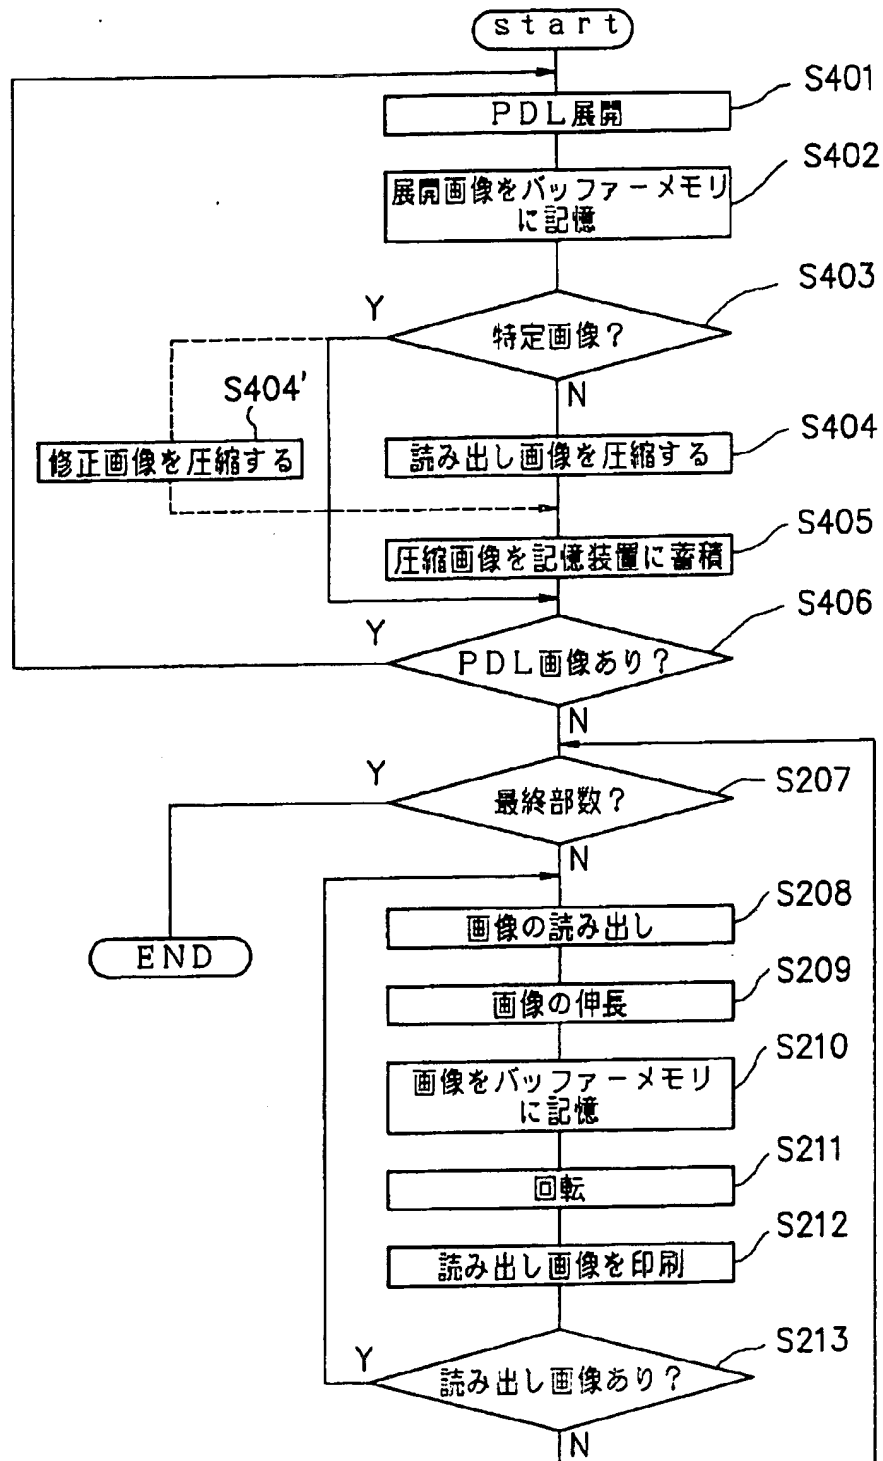 start
S401
PDL展開
S402
展開画像をバッファーメモリ
に記憶
S403
Y
特定画像?
N
S404'
修正画像を圧縮する
S404
読み出し画像を圧縮する
S405
圧縮画像を記憶装置に蓄積
S406
Y
PDL画像あり?
N
S207
Y
最終部数?
N
END
S208
画像の読み出し
S209
画像の伸長
S210
画像をバッファーメモリ
に記憶
S211
回転
S212
読み出し画像を印刷
S213
Y
読み出し画像あり?
N